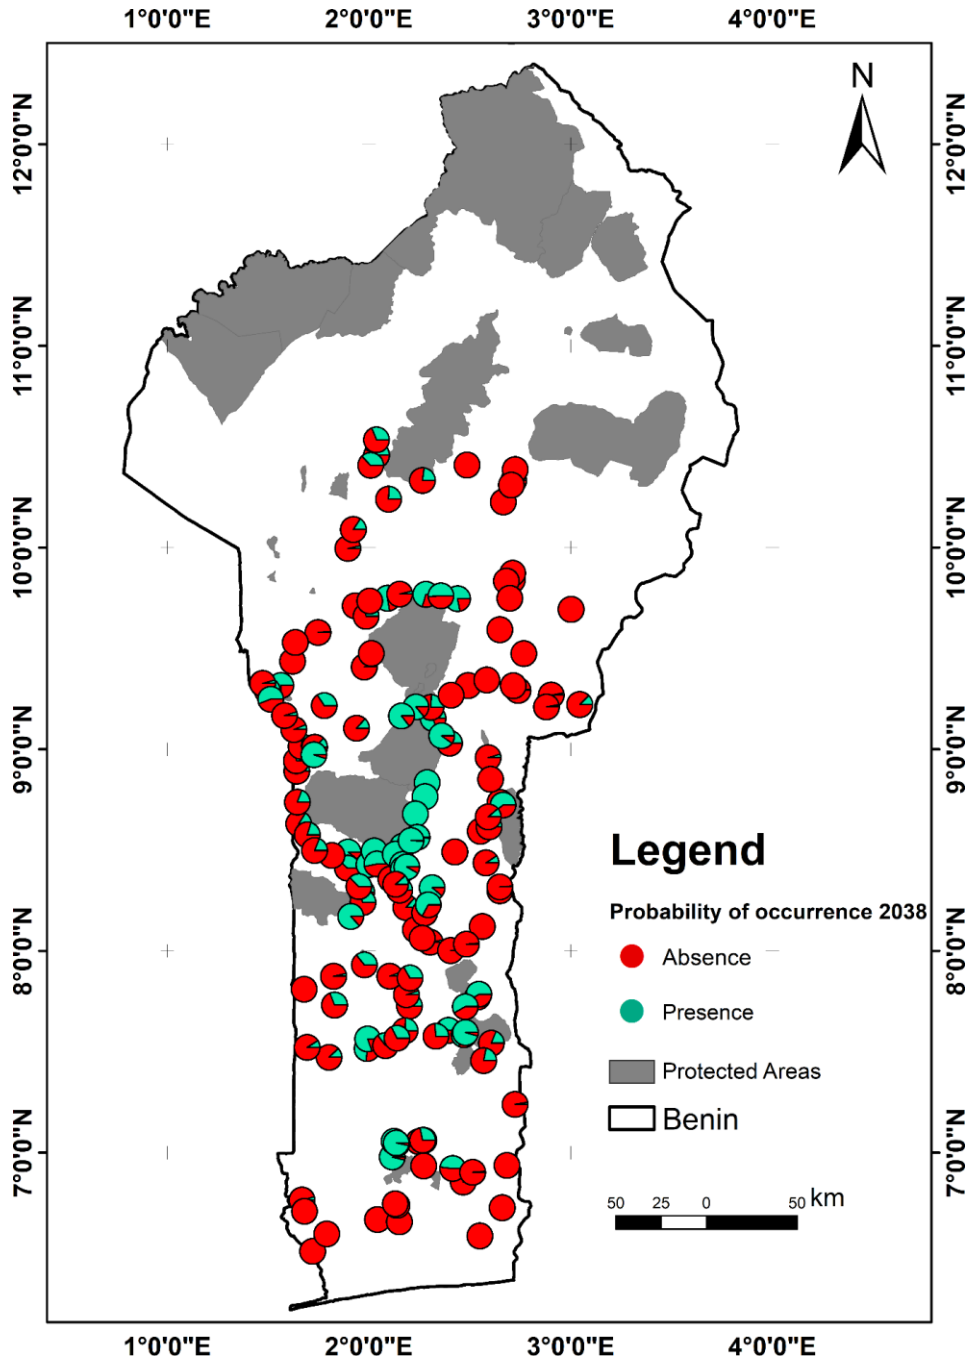 1°0'0"E 2°0'0"E 3°0'0"E 4°0'0"E
N
12°0'0"N 12°0'0"N
11°0'0"N 11°0'0"N
10°0'0"N 10°0'0"N
9°0'0"N 9°0'0"N
8°0'0"N 8°0'0"N
7°0'0"N 7°0'0"N
Legend
Probability of occurrence 2038
Absence
Presence
Protected Areas
Benin
50 25 0 50 km
1°0'0"E 2°0'0"E 3°0'0"E 4°0'0"E